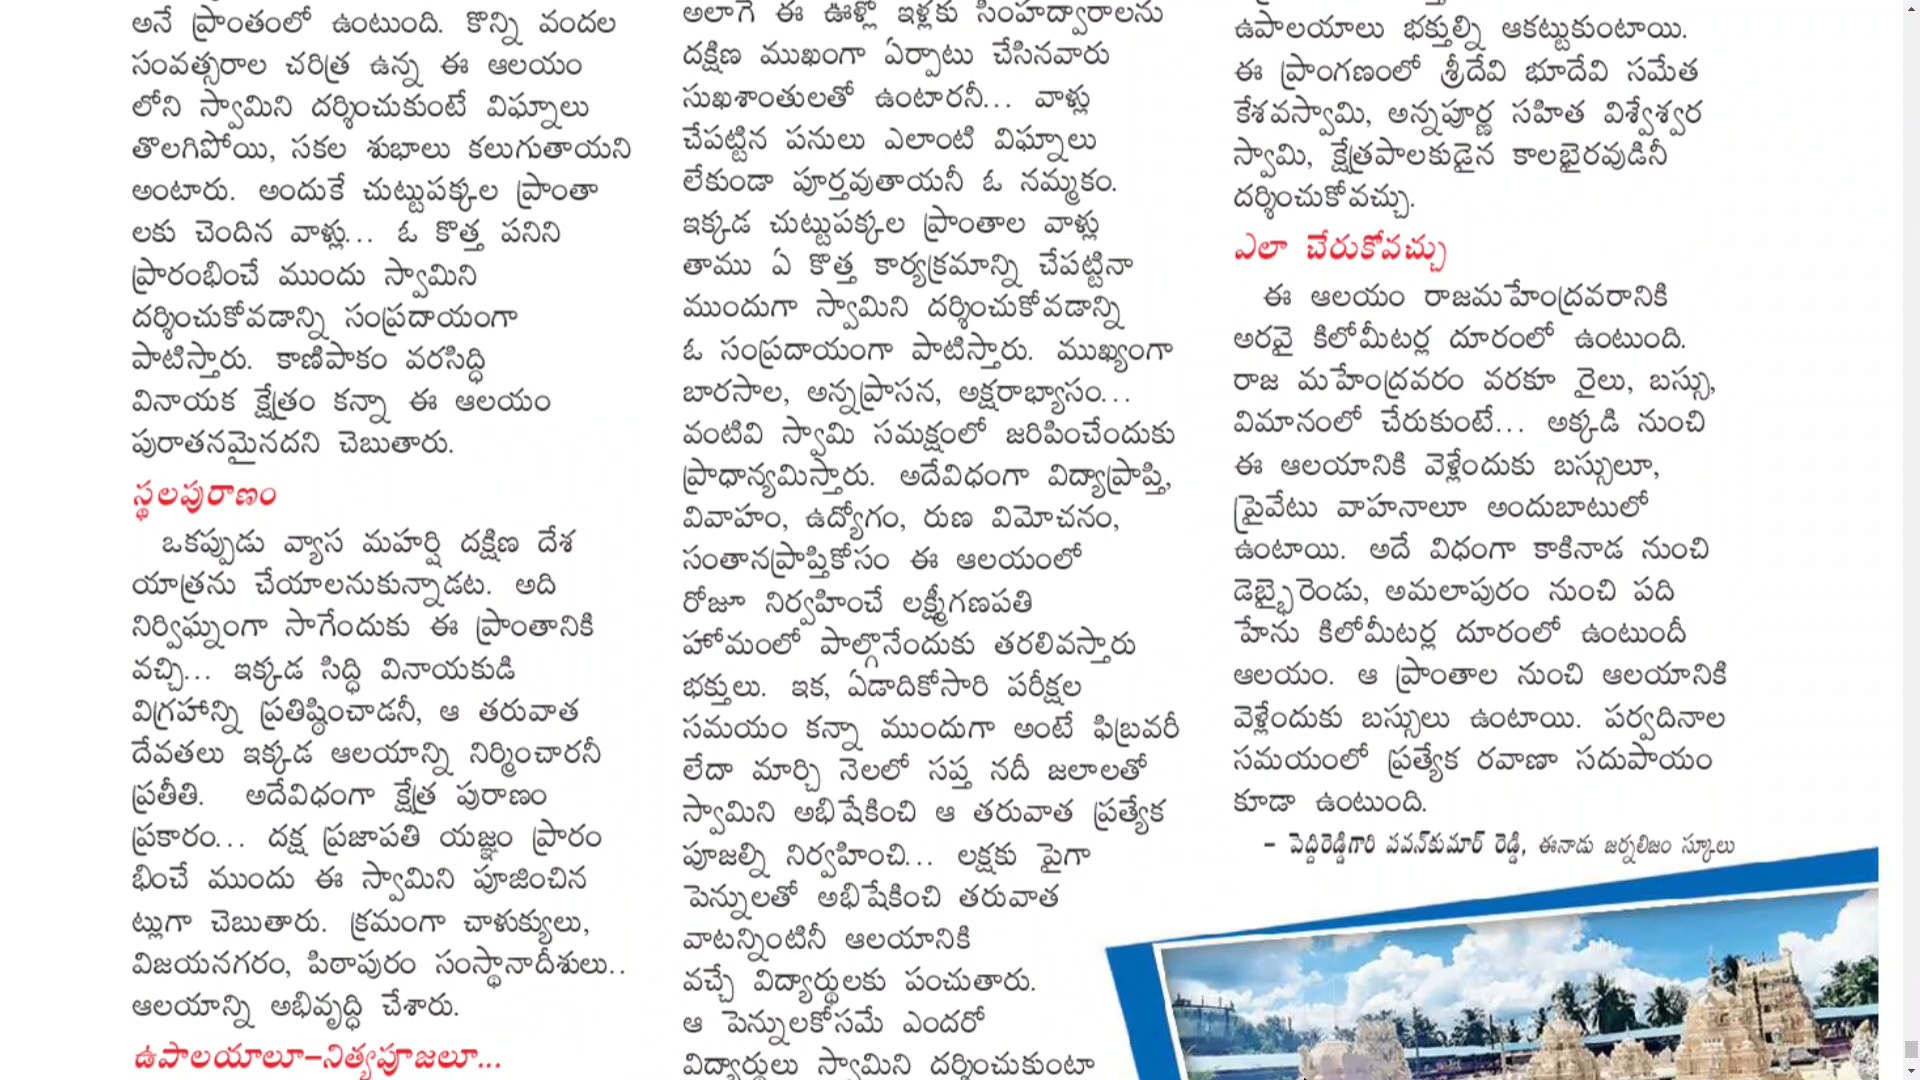 అనే ప్రాంతంలో ఉంటుంది. కొన్ని వందల
సంవత్సరాల చరిత్ర ఉన్న ఈ ఆలయం
లోని స్వామిని దర్శించుకుంటే విఘ్నాలు
తొలగిపోయి, సకల శుభాలు కలుగుతాయని
అంటారు. అందుకే చుట్టుపక్కల ప్రాంతా
లకు చెందిన వాళ్లు... ఓ కొత్త పనిని
ప్రారంభించే ముందు స్వామిని
దర్శించుకోవడాన్ని సంప్రదాయంగా
పాటిస్తారు. కాణిపాకం వరసిద్ధి
వినాయక క్షేత్రం కన్నా ఈ ఆలయం
పురాతనమైనదని చెబుతారు.
స్థలపురాణం
ఒకప్పుడు వ్యాస మహర్షి దక్షిణ దేశ
యాత్రను చేయాలనుకున్నాడట. అది
నిర్విఘ్నంగా సాగేందుకు ఈ ప్రాంతానికి
వచ్చి... ఇక్కడ సిద్ధి వినాయకుడి
విగ్రహాన్ని ప్రతిష్ఠించాడనీ, ఆ తరువాత
దేవతలు ఇక్కడ ఆలయాన్ని నిర్మించారనీ
ప్రతీతి. అదేవిధంగా క్షేత్ర పురాణం
ప్రకారం... దక్ష ప్రజాపతి యజ్ఞం ప్రారం
భించే ముందు ఈ స్వామిని పూజించిన
ట్లుగా చెబుతారు. క్రమంగా చాళుక్యులు,
విజయనగరం, పిఠాపురం సంస్థానాదీశులు..
ఆలయాన్ని అభివృద్ధి చేశారు.
ఉపాలయాలూ-నిత్యపూజలూ...
అలాగే ఈ ఊళ్లో ఇళ్లకు సింహద్వారాలను
దక్షిణ ముఖంగా ఏర్పాటు చేసినవారు
సుఖశాంతులతో ఉంటారనీ... వాళ్లు
చేపట్టిన పనులు ఎలాంటి విఘ్నాలు
లేకుండా పూర్తవుతాయనీ ఓ నమ్మకం.
ఇక్కడ చుట్టుపక్కల ప్రాంతాల వాళ్లు
తాము ఏ కొత్త కార్యక్రమాన్ని చేపట్టినా
ముందుగా స్వామిని దర్శించుకోవడాన్ని
ఓ సంప్రదాయంగా పాటిస్తారు. ముఖ్యంగా
బారసాల, అన్నప్రాసన, అక్షరాభ్యాసం...
వంటివి స్వామి సమక్షంలో జరిపించేందుకు
ప్రాధాన్యమిస్తారు. అదేవిధంగా విద్యాప్రాప్తి,
వివాహం, ఉద్యోగం, రుణ విమోచనం,
సంతానప్రాప్తికోసం ఈ ఆలయంలో
రోజూ నిర్వహించే లక్ష్మీగణపతి
హోమంలో పాల్గొనేందుకు తరలివస్తారు
భక్తులు. ఇక, ఏడాదికోసారి పరీక్షల
సమయం కన్నా ముందుగా అంటే ఫిబ్రవరీ
లేదా మార్చి నెలలో సప్త నదీ జలాలతో
స్వామిని అభిషేకించి ఆ తరువాత ప్రత్యేక
పూజల్ని నిర్వహించి... లక్షకు పైగా
పెన్నులతో అభిషేకించి తరువాత
వాటన్నింటినీ ఆలయానికి
వచ్చే విద్యార్థులకు పంచుతారు.
ఆ పెన్నులకోసమే ఎందరో
విద్యార్థులు స్వామిని దర్శించుకుంటా
ఉపాలయాలు భక్తుల్ని ఆకట్టుకుంటాయి.
ఈ ప్రాంగణంలో శ్రీదేవి భూదేవి సమేత
కేశవస్వామి, అన్నపూర్ణ సహిత విశ్వేశ్వర
స్వామి, క్షేత్రపాలకుడైన కాలభైరవుడినీ
దర్శించుకోవచ్చు.
ఎలా చేరుకోవచ్చు
ఈ ఆలయం రాజమహేంద్రవరానికి
అరవై కిలోమీటర్ల దూరంలో ఉంటుంది.
రాజ మహేంద్రవరం వరకూ రైలు, బస్సు,
విమానంలో చేరుకుంటే... అక్కడి నుంచి
ఈ ఆలయానికి వెళ్లేందుకు బస్సులూ,
ప్రైవేటు వాహనాలూ అందుబాటులో
ఉంటాయి. అదే విధంగా కాకినాడ నుంచి
డెబ్భైరెండు, అమలాపురం నుంచి పది
హేను కిలోమీటర్ల దూరంలో ఉంటుందీ
ఆలయం. ఆ ప్రాంతాల నుంచి ఆలయానికి
వెళ్లేందుకు బస్సులు ఉంటాయి. పర్వదినాల
సమయంలో ప్రత్యేక రవాణా సదుపాయం
కూడా ఉంటుంది.
- పెద్దిరెడ్డిగారి పవన్‌కుమార్ రెడ్డి, ఈనాడు జర్నలిజం స్కూలు